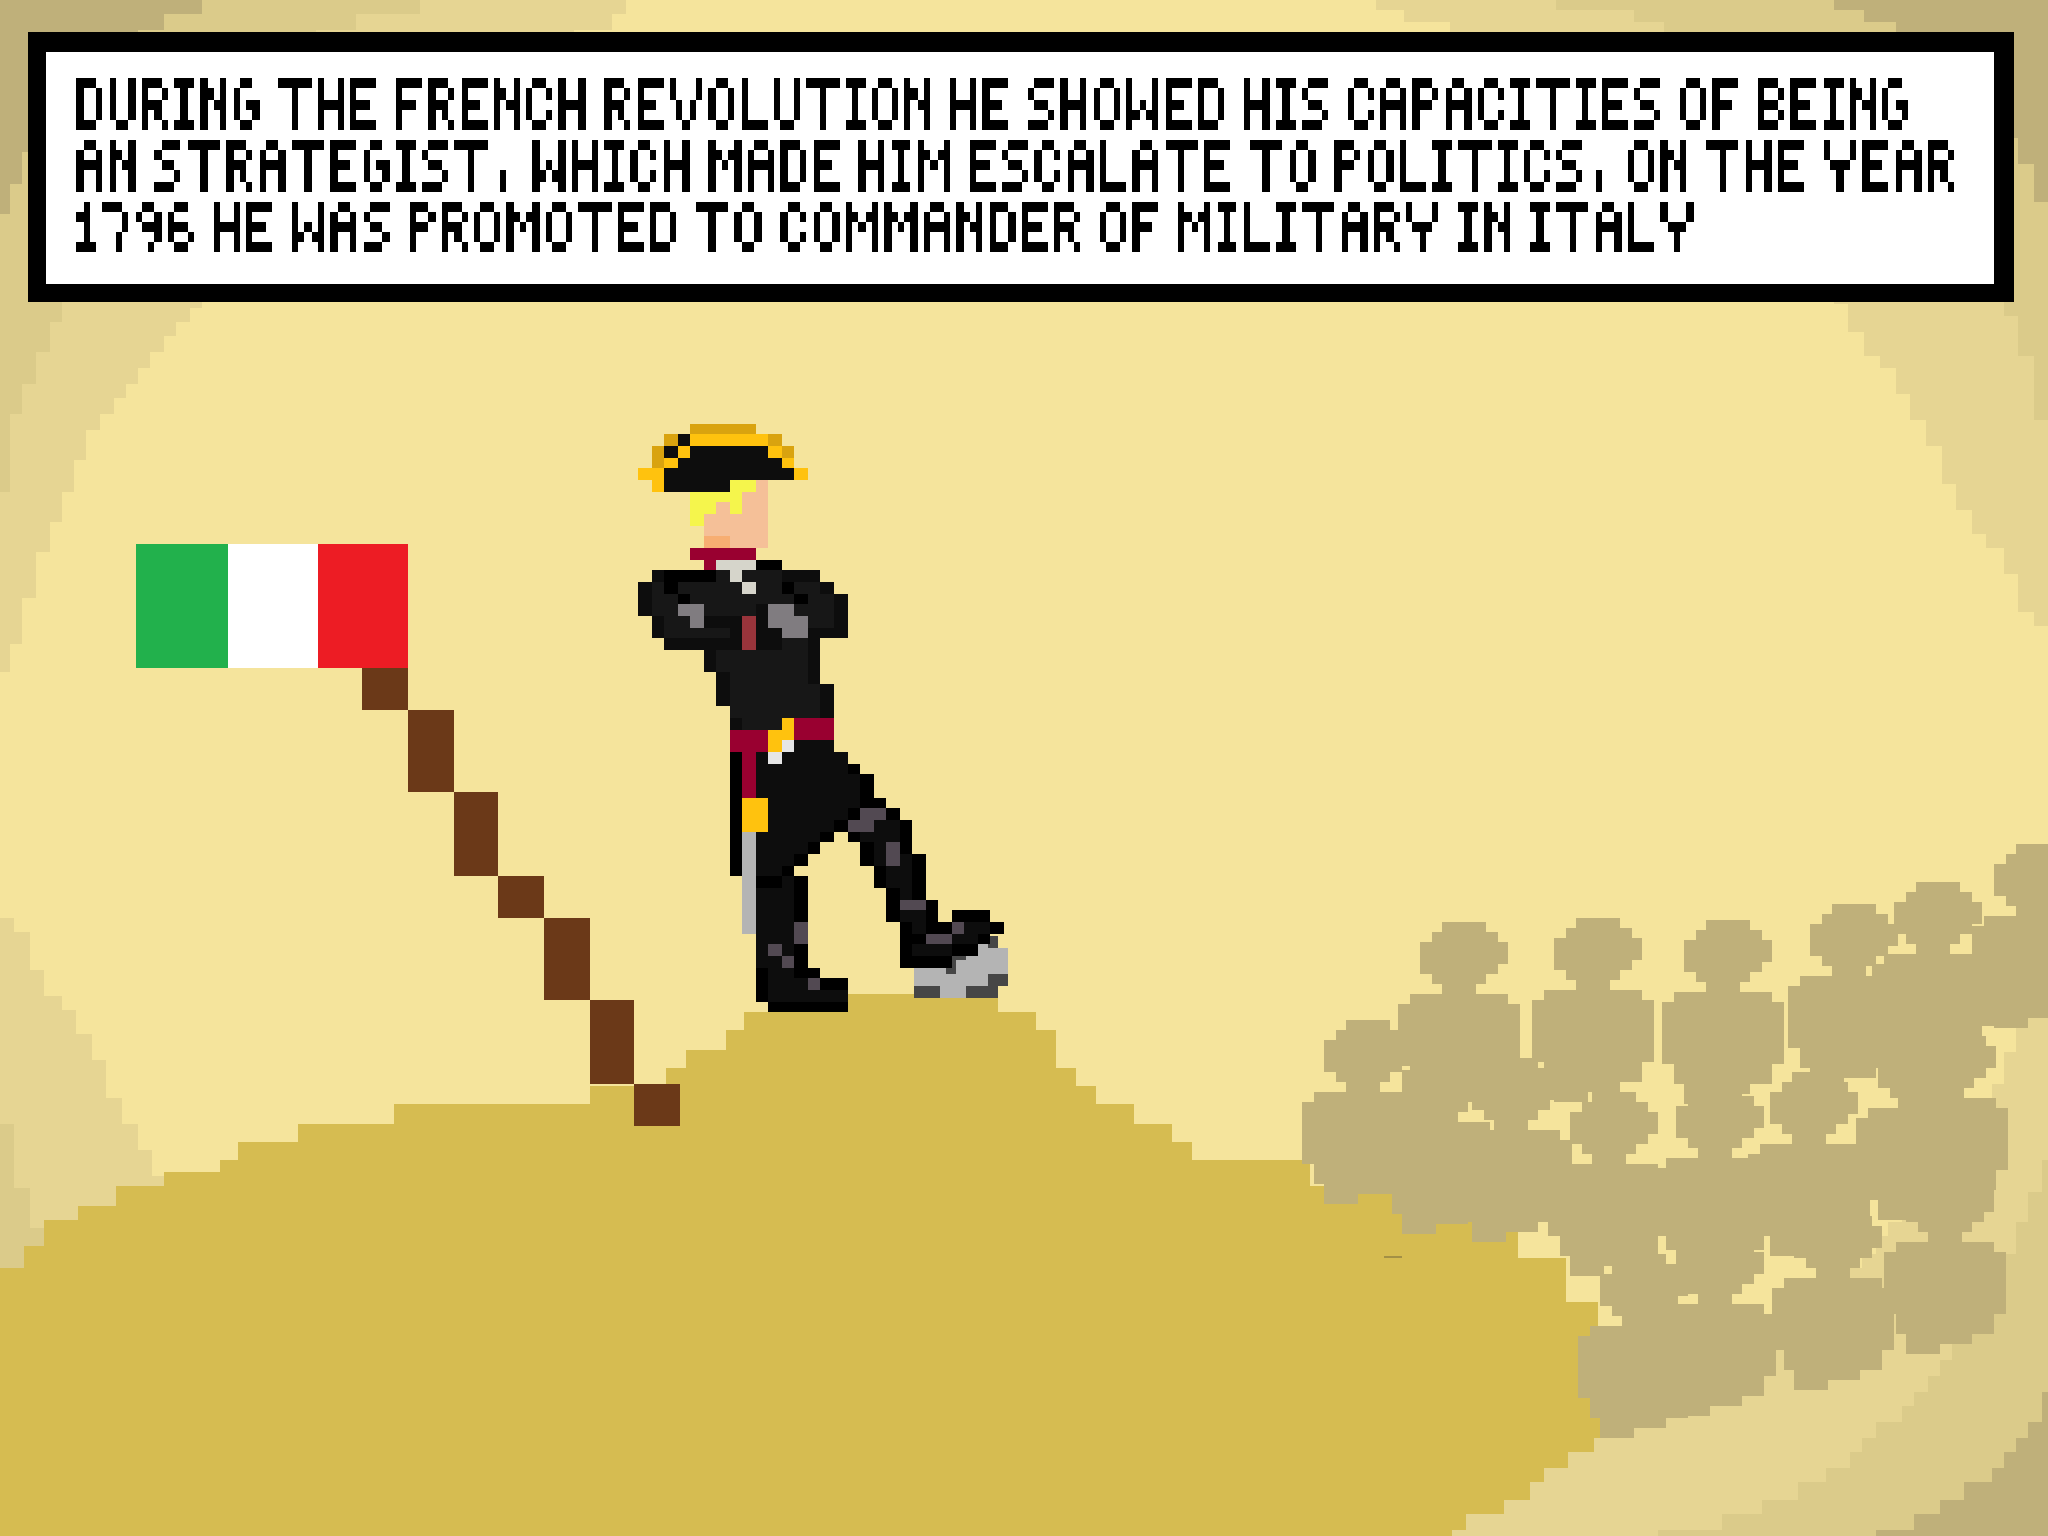 DURING THE FRENCH REVOLUTION HE SHOWED HIS CAPACITIES OF BEING
AN STRATEGIST, WHICH MADE HIM ESCALATE TO POLITICS, ON THE YEAR
1796 HE WAS PROMOTED TO COMMANDER OF MILITARY IN ITALY